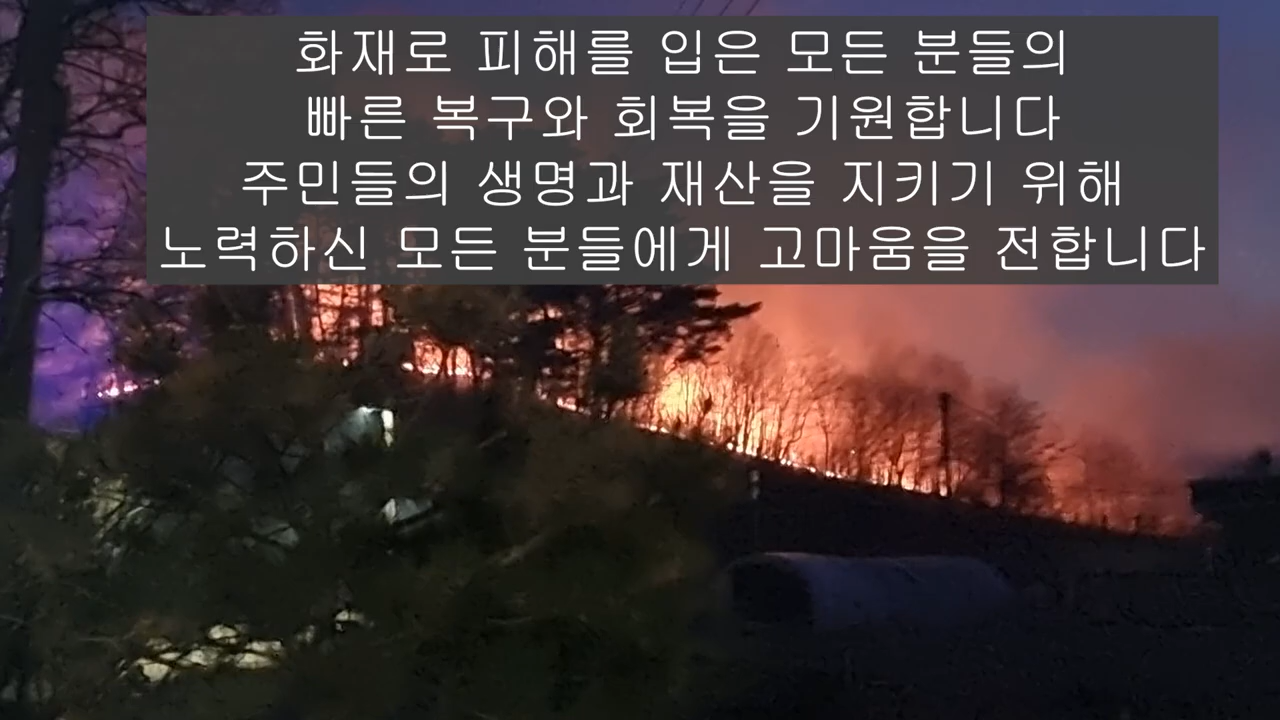 화재로 피해를 입은 모든 분들의
빠른 복구와 회복을 기원합니다
주민들의 생명과 재산을 지키기 위해
노력하신 모든 분들에게 고마움을 전합니다